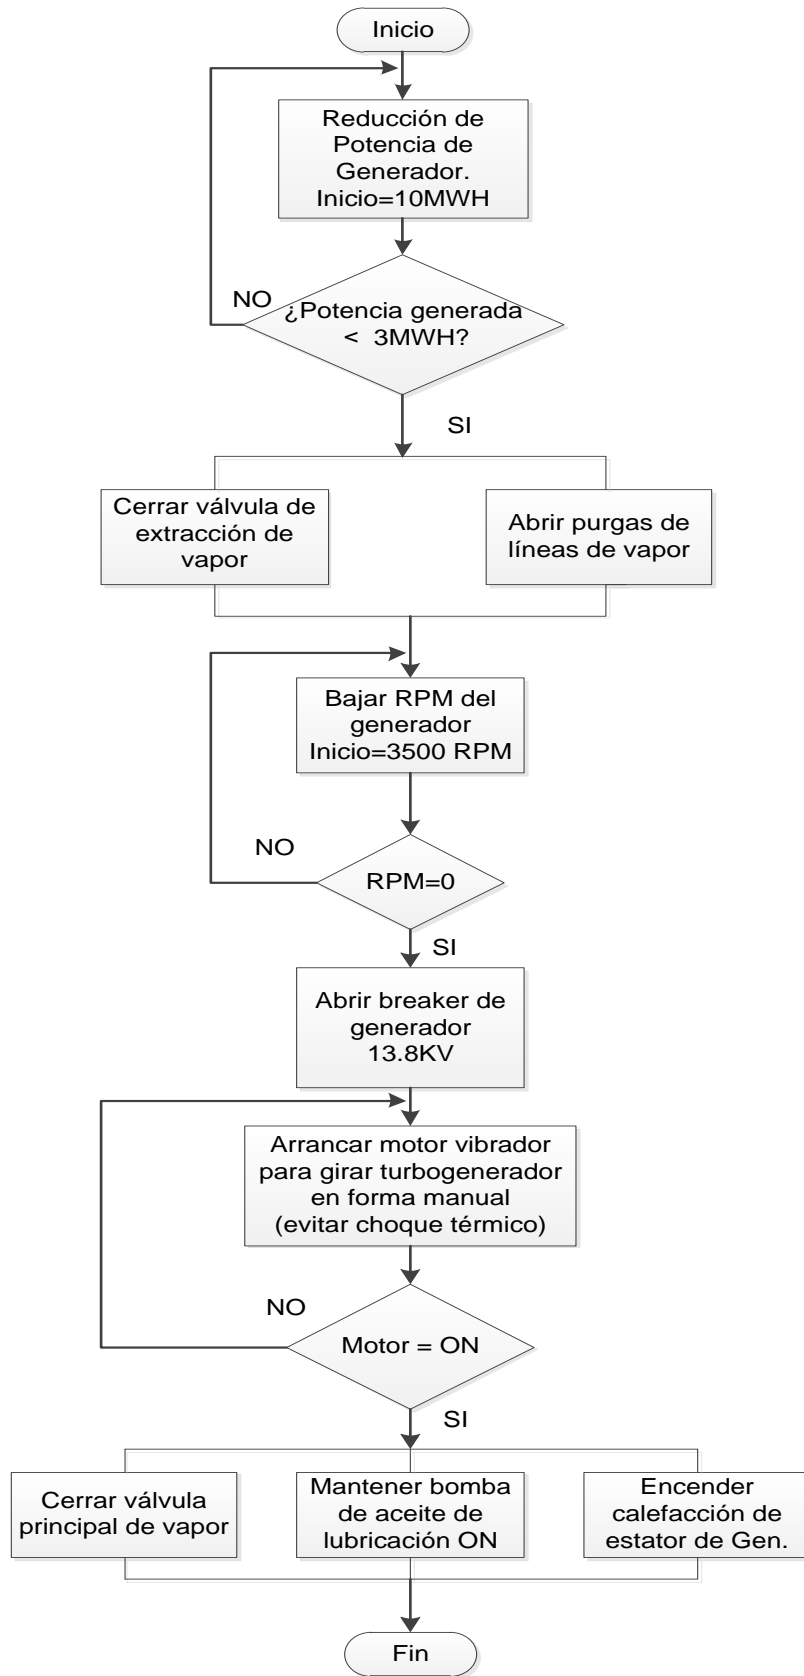 Inicio
Reducción de
Potencia de
Generador.
Inicio=10MWH
NO
¿Potencia generada
< 3MWH?
SI
Cerrar válvula de
extracción de
vapor
Abrir purgas de
líneas de vapor
Bajar RPM del
generador
Inicio=3500 RPM
NO
RPM=0
SI
Abrir breaker de
generador
13.8KV
Arrancar motor vibrador
para girar turbogenerador
en forma manual
(evitar choque térmico)
NO
Motor = ON
SI
Cerrar válvula
principal de vapor
Mantener bomba
de aceite de
lubricación ON
Encender
calefacción de
estator de Gen.
Fin